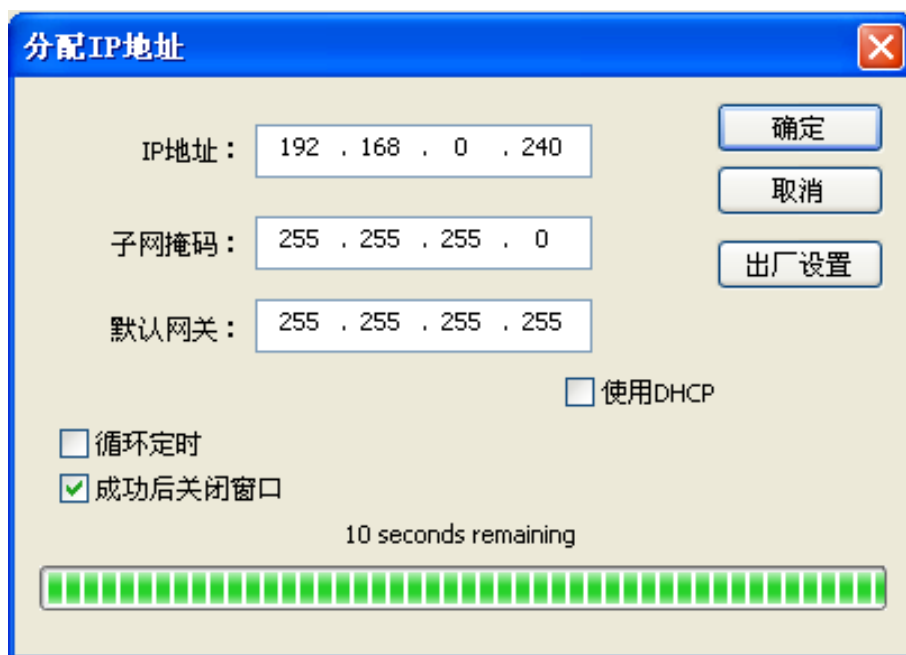 分配IP地址
IP地址： 192 . 168 . 0 . 240
确定
取消
子网掩码： 255 . 255 . 255 . 0
出厂设置
默认网关： 255 . 255 . 255 . 255
使用DHCP
循环定时
成功后关闭窗口
10 seconds remaining